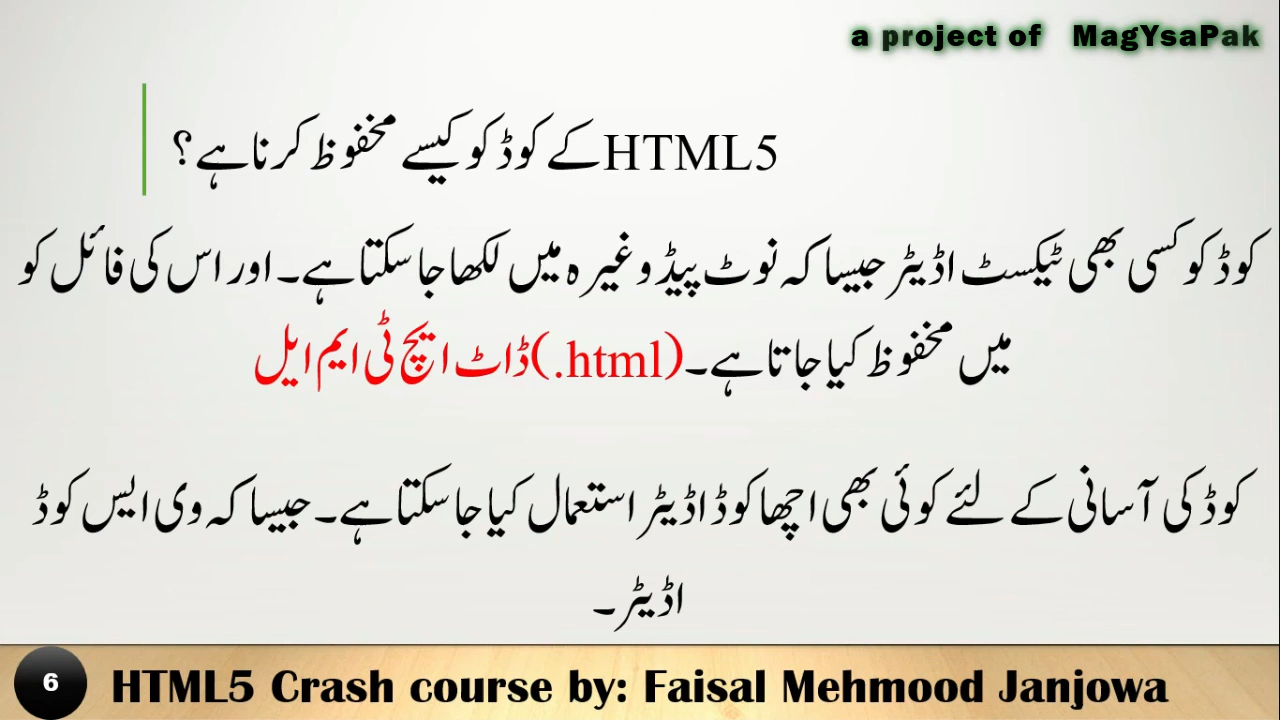 a project of MagYsaPak
HTML5 کے کوڈ کو کیسے محفوظ کرنا ہے؟
کوڈ کو کسی بھی ٹیکسٹ اڈیٹر جیسا کہ نوٹ پیڈ وغیرہ میں لکھا جا سکتا ہے۔ اور اس کی فائل کو
میں محفوظ کیا جاتا ہے۔ (.html) ڈاٹ ایچ ٹی ایم ایل
کوڈ کی آسانی کے لئے کوئی بھی اچھا کوڈ اڈیٹر استعمال کیا جا سکتا ہے۔ جیسا کہ وی ایس کوڈ
اڈیٹر۔
6 HTML5 Crash course by: Faisal Mehmood Janjowa